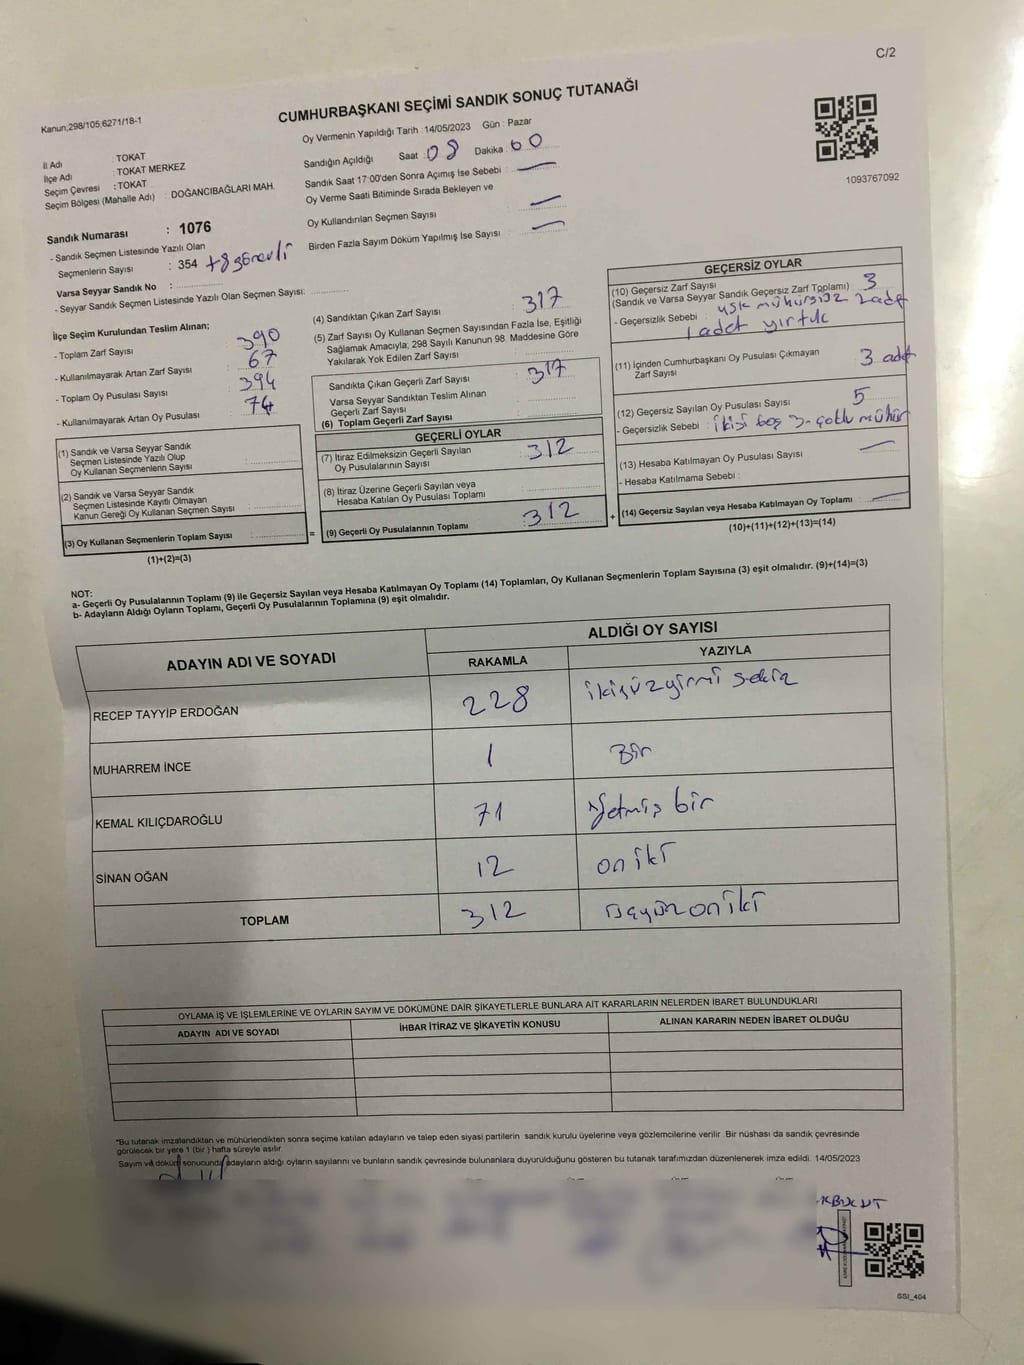 C/2
Kanun;298/105,6271/18-1
CUMHURBAŞKANI SEÇİMİ SANDIK SONUÇ TUTANAĞI
İl Adı : TOKAT
İlçe Adı : TOKAT MERKEZ
Seçim Çevresi : TOKAT
Seçim Bölgesi (Mahalle Adı) : DOĞANCIBAĞLARI MAH.
Sandık Numarası : 1076
- Sandık Seçmen Listesinde Yazılı Olan
Seçmenlerin Sayısı : 354 +8 görevli
Varsa Seyyar Sandık No :
- Seyyar Sandık Seçmen Listesinde Yazılı Olan Seçmen Sayısı:
İlçe Seçim Kurulundan Teslim Alınan;
- Toplam Zarf Sayısı : 390
- Kullanılmayarak Artan Zarf Sayısı : 67
- Toplam Oy Pusulası Sayısı : 394
- Kullanılmayarak Artan Oy Pusulası : 74
(1) Sandık ve Varsa Seyyar Sandık
Seçmen Listesinde Yazılı Olup
Oy Kullanan Seçmenlerin Sayısı :
(2) Sandık ve Varsa Seyyar Sandık
Seçmen Listesinde Kayıtlı Olmayan
Kanun Gereği Oy Kullanan Seçmen Sayısı :
(3) Oy Kullanan Seçmenlerin Toplam Sayısı :
(1)+(2)=(3)
Oy Vermenin Yapıldığı Tarih : 14/05/2023 Gün : Pazar
Sandığın Açıldığı Saat : 08 Dakika : 00
Sandık Saat 17:00'den Sonra Açımış İse Sebebi : —
Oy Verme Saati Bitiminde Sırada Bekleyen ve
Oy Kullandırılan Seçmen Sayısı : —
Birden Fazla Sayım Döküm Yapılmış İse Sayısı : —
(4) Sandıktan Çıkan Zarf Sayısı : 317
(5) Zarf Sayısı Oy Kullanan Seçmen Sayısından Fazla İse, Eşitliği
Sağlamak Amacıyla, 298 Sayılı Kanunun 98. Maddesine Göre
Yakılarak Yok Edilen Zarf Sayısı :
Sandıkta Çıkan Geçerli Zarf Sayısı : 317
Varsa Seyyar Sandıktan Teslim Alınan
Geçerli Zarf Sayısı :
(6) Toplam Geçerli Zarf Sayısı :
GEÇERLİ OYLAR
(7) İtiraz Edilmeksizin Geçerli Sayılan
Oy Pusulalarının Sayısı : 312
(8) İtiraz Üzerine Geçerli Sayılan veya
Hesaba Katılan Oy Pusulası Toplamı :
= (9) Geçerli Oy Pusulalarının Toplamı : 312 +
1093767092
GEÇERSİZ OYLAR
(10) Geçersiz Zarf Sayısı
(Sandık ve Varsa Seyyar Sandık Geçersiz Zarf Toplamı) : 3
- Geçersizlik Sebebi : ysk mühürsüz 2 adet
1 adet yırtık
(11) İçinden Cumhurbaşkanı Oy Pusulası Çıkmayan
Zarf Sayısı : 3 adet
(12) Geçersiz Sayılan Oy Pusulası Sayısı : 5
- Geçersizlik Sebebi : ikisi boş 3-çoklu mühür
(13) Hesaba Katılmayan Oy Pusulası Sayısı : —
- Hesaba Katılmama Sebebi :
(14) Geçersiz Sayılan veya Hesaba Katılmayan Oy Toplamı : —
(10)+(11)+(12)+(13)=(14)
NOT:
a- Geçerli Oy Pusulalarının Toplamı (9) ile Geçersiz Sayılan veya Hesaba Katılmayan Oy Toplamı (14) Toplamları, Oy Kullanan Seçmenlerin Toplam Sayısına (3) eşit olmalıdır. (9)+(14)=(3)
b- Adayların Aldığı Oyların Toplamı, Geçerli Oy Pusulalarının Toplamına (9) eşit olmalıdır.
ADAYIN ADI VE SOYADI ALDIĞI OY SAYISI
RAKAMLA YAZIYLA
RECEP TAYYİP ERDOĞAN 228 ikiyüzyirmi sekiz
MUHARREM İNCE 1 Bir
KEMAL KILIÇDAROĞLU 71 Yetmiş bir
SİNAN OĞAN 12 on iki
TOPLAM 312 üçyüz on iki
OYLAMA İŞ VE İŞLEMLERİNE VE OYLARIN SAYIM VE DÖKÜMÜNE DAİR ŞİKAYETLERLE BUNLARA AİT KARARLARIN NELERDEN İBARET BULUNDUKLARI
ADAYIN ADI VE SOYADI İHBAR İTİRAZ VE ŞİKAYETİN KONUSU ALINAN KARARIN NEDEN İBARET OLDUĞU
*Bu tutanak imzalandıktan ve mühürlendikten sonra seçime katılan adayların ve talep eden siyasi partilerin sandık kurulu üyelerine veya gözlemcilerine verilir. Bir nüshası da sandık çevresinde
görülecek bir yere 1 (bir) hafta süreyle asılır.
Sayım ve döküm sonucunda adayların aldığı oyların sayılarını ve bunların sandık çevresinde bulunanlara duyurulduğunu gösteren bu tutanak tarafımızdan düzenlenerek imza edildi. 14/05/2023
SSI_404